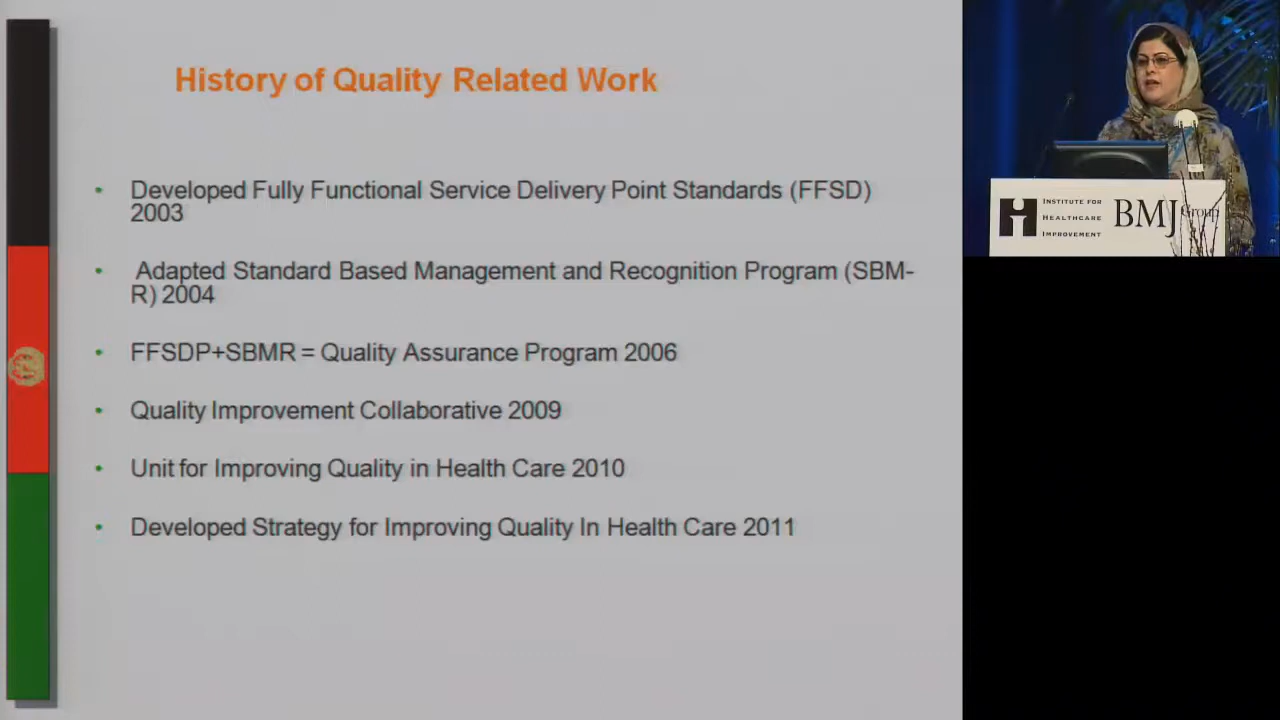 History of Quality Related Work
• Developed Fully Functional Service Delivery Point Standards (FFSD)
2003
• Adapted Standard Based Management and Recognition Program (SBM-
R) 2004
• FFSDP+SBMR = Quality Assurance Program 2006
• Quality Improvement Collaborative 2009
• Unit for Improving Quality in Health Care 2010
• Developed Strategy for Improving Quality In Health Care 2011
INSTITUTE FOR
HEALTHCARE
IMPROVEMENT
BMJ Group